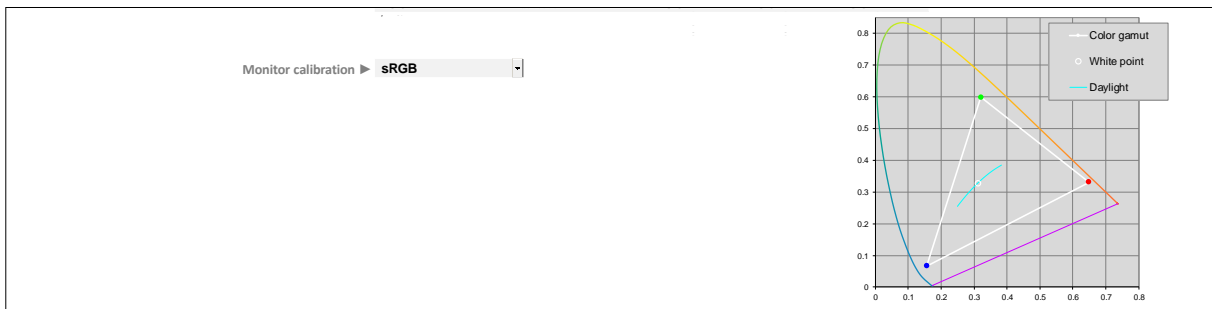 Monitor calibration ► sRGB
Color gamut
White point
Daylight
0.7
0.6
0.5
0.4
0.3
0.2
0.1
0
0 0.1 0.2 0.3 0.4 0.5 0.6 0.7 0.8
0.8